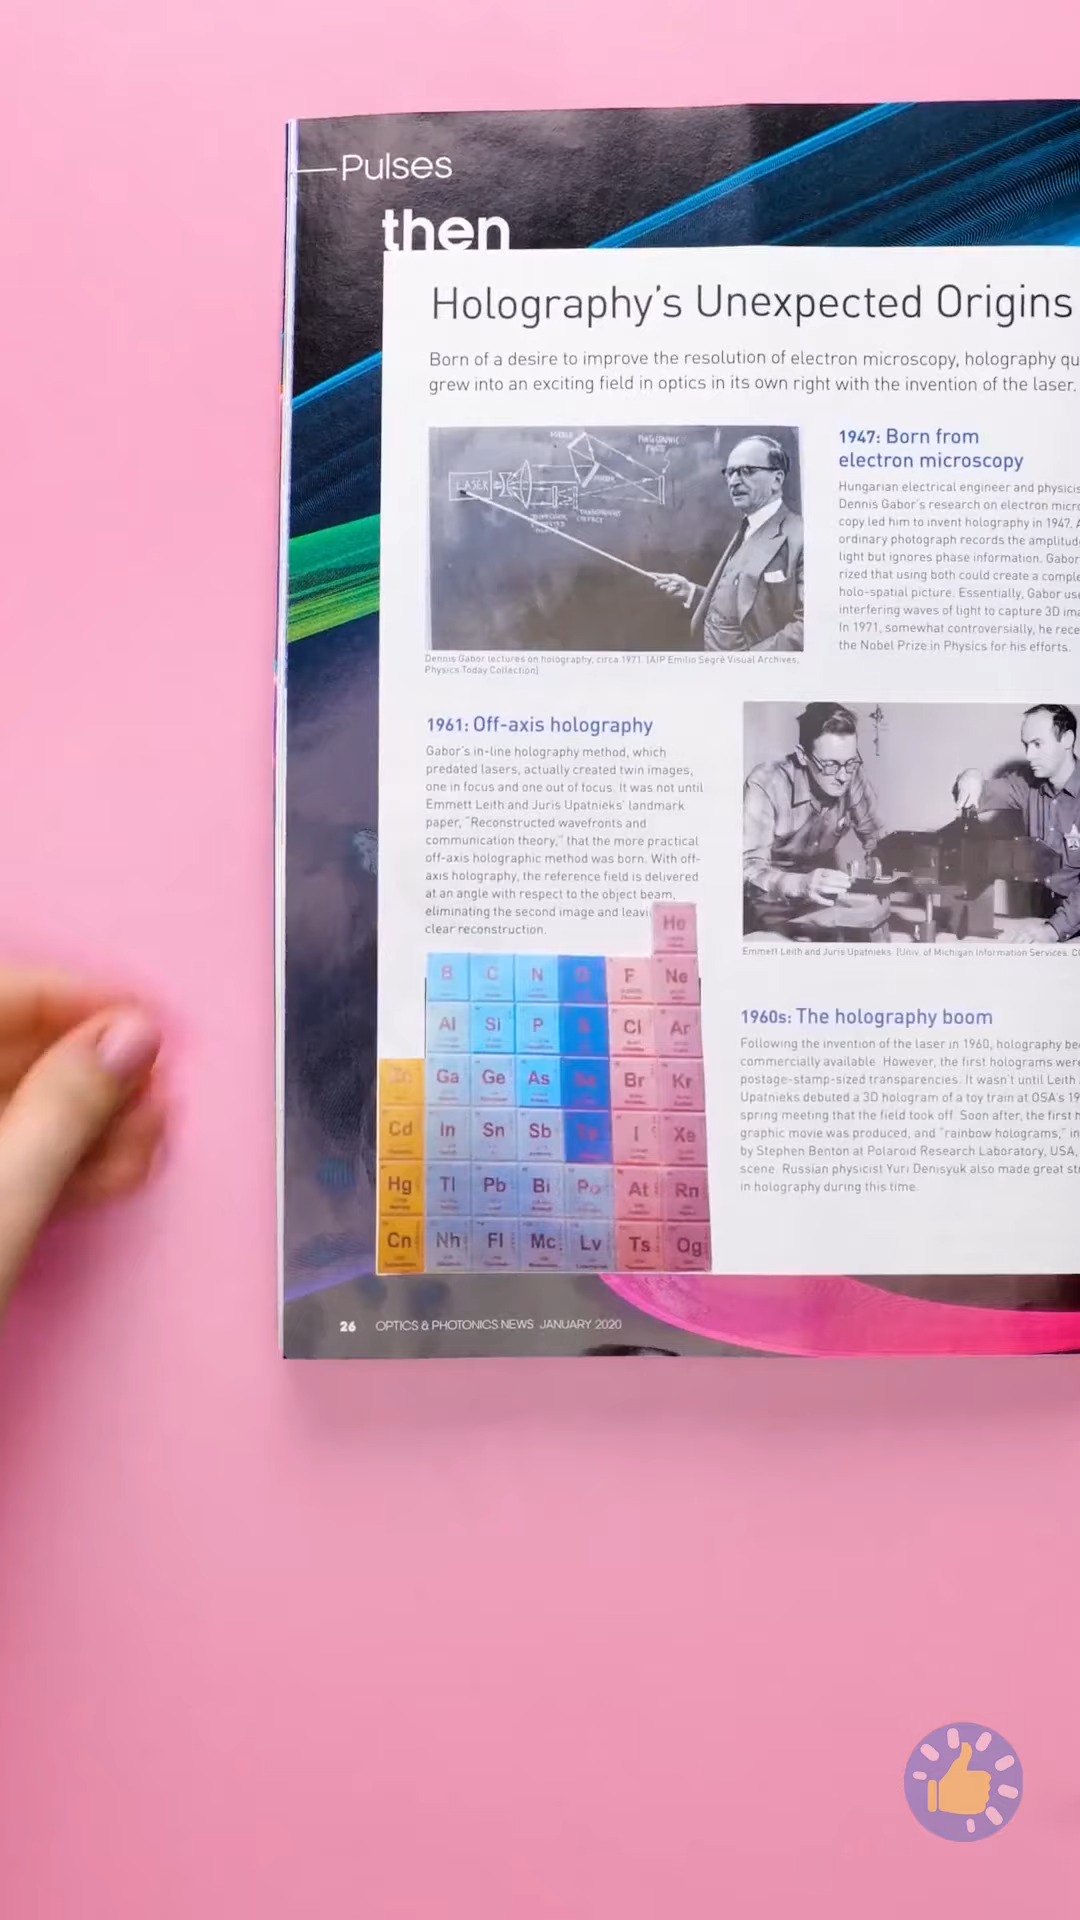 Pulses
then
Holography's Unexpected Origins
Born of a desire to improve the resolution of electron microscopy, holography qu
grew into an exciting field in optics in its own right with the invention of the laser.
LASER
1947: Born from
electron microscopy
Hungarian electrical engineer and physicis
Dennis Gabor's research on electron micro
copy led him to invent holography in 1947. A
ordinary photograph records the amplitude
light but ignores phase information. Gabor
rized that using both could create a comple
holo-spatial picture. Essentially, Gabor use
interfering waves of light to capture 3D ima
In 1971, somewhat controversially, he rece
the Nobel Prize in Physics for his efforts.
Dennis Gabor lectures on holography, circa 1971. [AIP Emilio Segrè Visual Archives,
Physics Today Collection]
1961: Off-axis holography
Gabor's in-line holography method, which
predated lasers, actually created twin images,
one in focus and one out of focus. It was not until
Emmett Leith and Juris Upatnieks' landmark
paper, "Reconstructed wavefronts and
communication theory," that the more practical
off-axis holographic method was born. With off-
axis holography, the reference field is delivered
at an angle with respect to the object beam,
eliminating the second image and leavi
clear reconstruction.
Emmett Leith and Juris Upatnieks. [Univ. of Michigan Information Services, C
1960s: The holography boom
Following the invention of the laser in 1960, holography be
commercially available. However, the first holograms were
postage-stamp-sized transparencies. It wasn't until Leith
Upatnieks debuted a 3D hologram of a toy train at OSA's 19
spring meeting that the field took off. Soon after, the first h
graphic movie was produced, and "rainbow holograms," in
by Stephen Benton at Polaroid Research Laboratory, USA,
scene. Russian physicist Yuri Denisyuk also made great str
in holography during this time.
He
B C N O F Ne
Al Si P S Cl Ar
Zn Ga Ge As Se Br Kr
Cd In Sn Sb Te I Xe
Hg Tl Pb Bi Po At Rn
Cn Nh Fl Mc Lv Ts Og
26 OPTICS & PHOTONICS NEWS JANUARY 2020